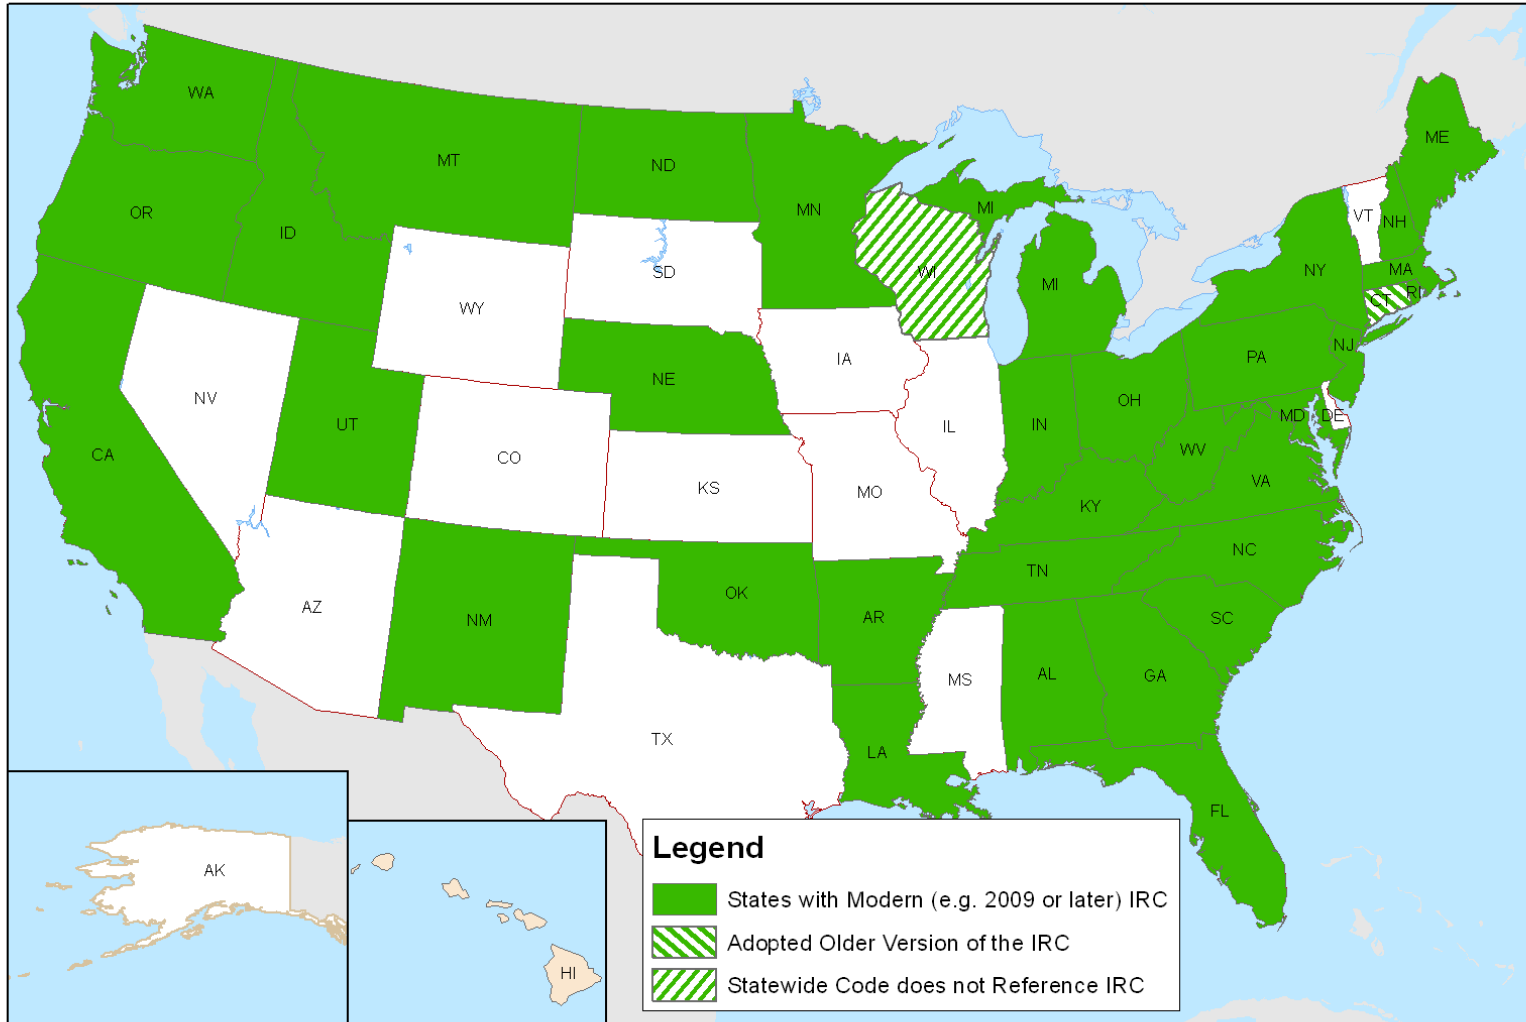 WA
MT
ND
ME
OR
ID
MN
MI
VT
NH
SD
WI
NY
MA
MI
CT
RI
WY
IA
NJ
PA
NE
NV
OH
UT
IL
IN
MD
DE
CA
CO
WV
KS
MO
VA
KY
NC
TN
AZ
NM
OK
AR
SC
MS
AL
GA
TX
LA
FL
AK
HI
Legend
States with Modern (e.g. 2009 or later) IRC
Adopted Older Version of the IRC
Statewide Code does not Reference IRC